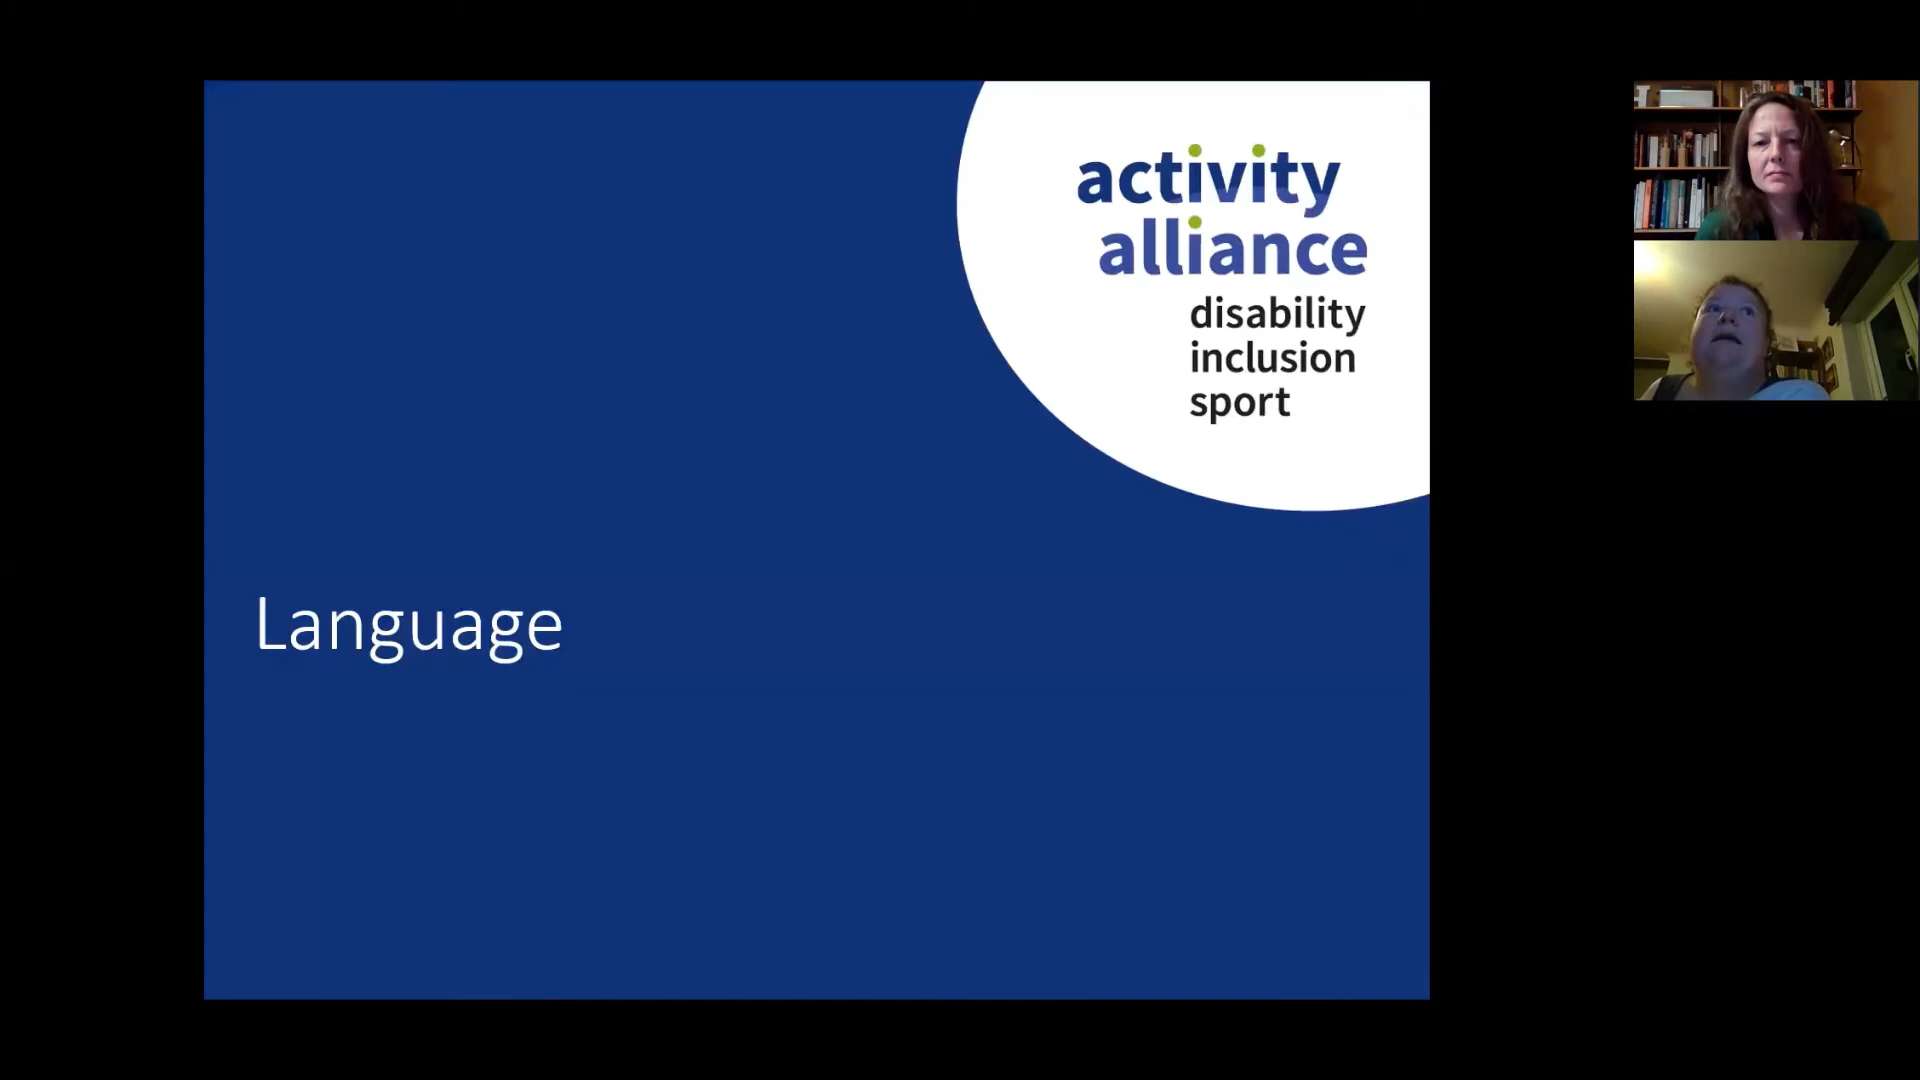 activity
alliance
disability
inclusion
sport
Language